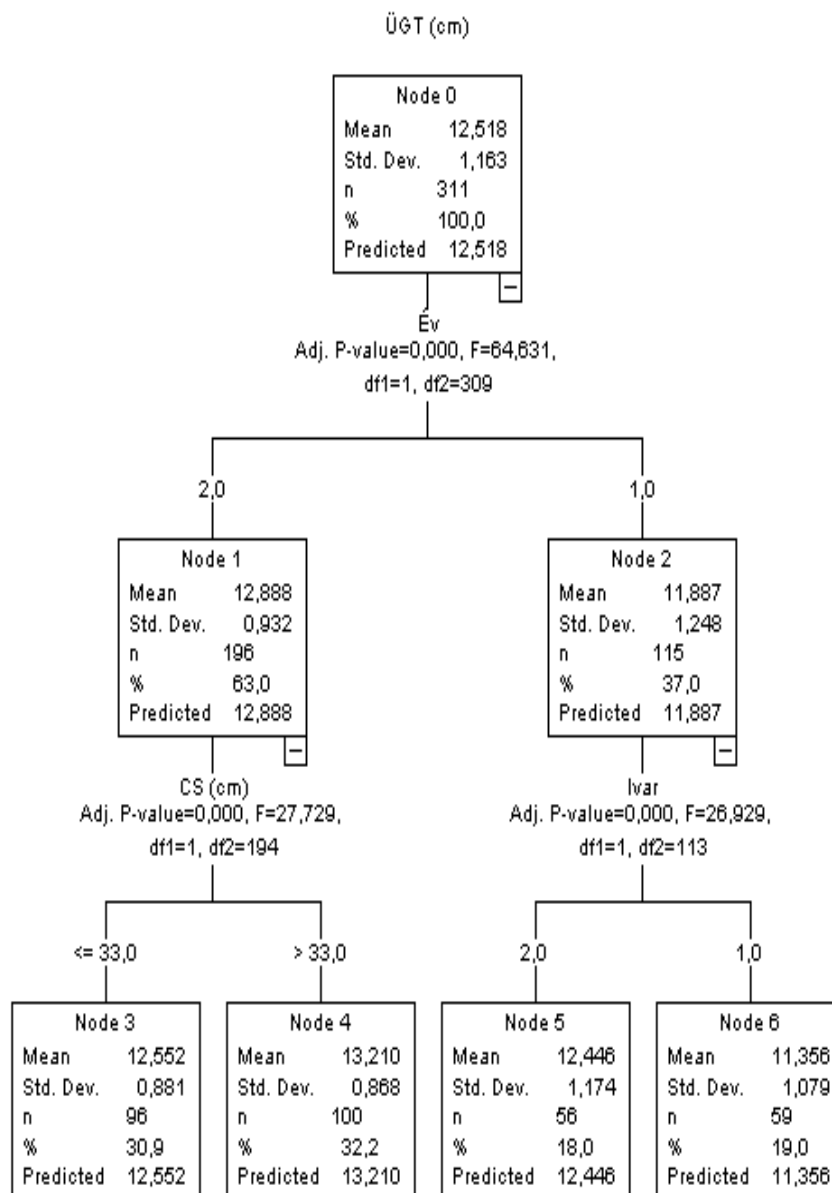 ÜGT (cm)
Node 0
Mean 12,518
Std. Dev. 1,163
n 311
% 100,0
Predicted 12,518
Év
Adj. P-value=0,000, F=64,631,
df1=1, df2=309
2,0
1,0
Node 1
Mean 12,888
Std. Dev. 0,932
n 196
% 63,0
Predicted 12,888
Node 2
Mean 11,887
Std. Dev. 1,248
n 115
% 37,0
Predicted 11,887
CS (cm)
Adj. P-value=0,000, F=27,729,
df1=1, df2=194
Ivar
Adj. P-value=0,000, F=26,929,
df1=1, df2=113
<= 33,0
> 33,0
2,0
1,0
Node 3
Mean 12,552
Std. Dev. 0,881
n 96
% 30,9
Predicted 12,552
Node 4
Mean 13,210
Std. Dev. 0,868
n 100
% 32,2
Predicted 13,210
Node 5
Mean 12,446
Std. Dev. 1,174
n 56
% 18,0
Predicted 12,446
Node 6
Mean 11,356
Std. Dev. 1,079
n 59
% 19,0
Predicted 11,356